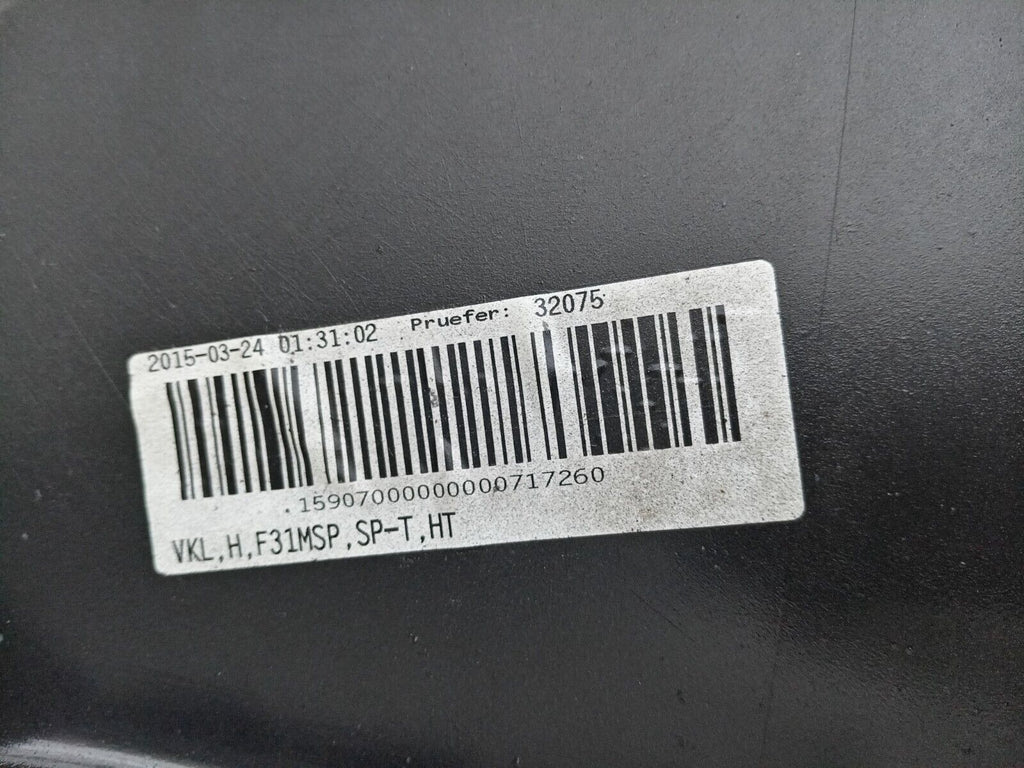 2015-03-24 01:31:02 Pruefer: 32075
.15907000000000717260
VKL,H,F31MSP,SP-T,HT